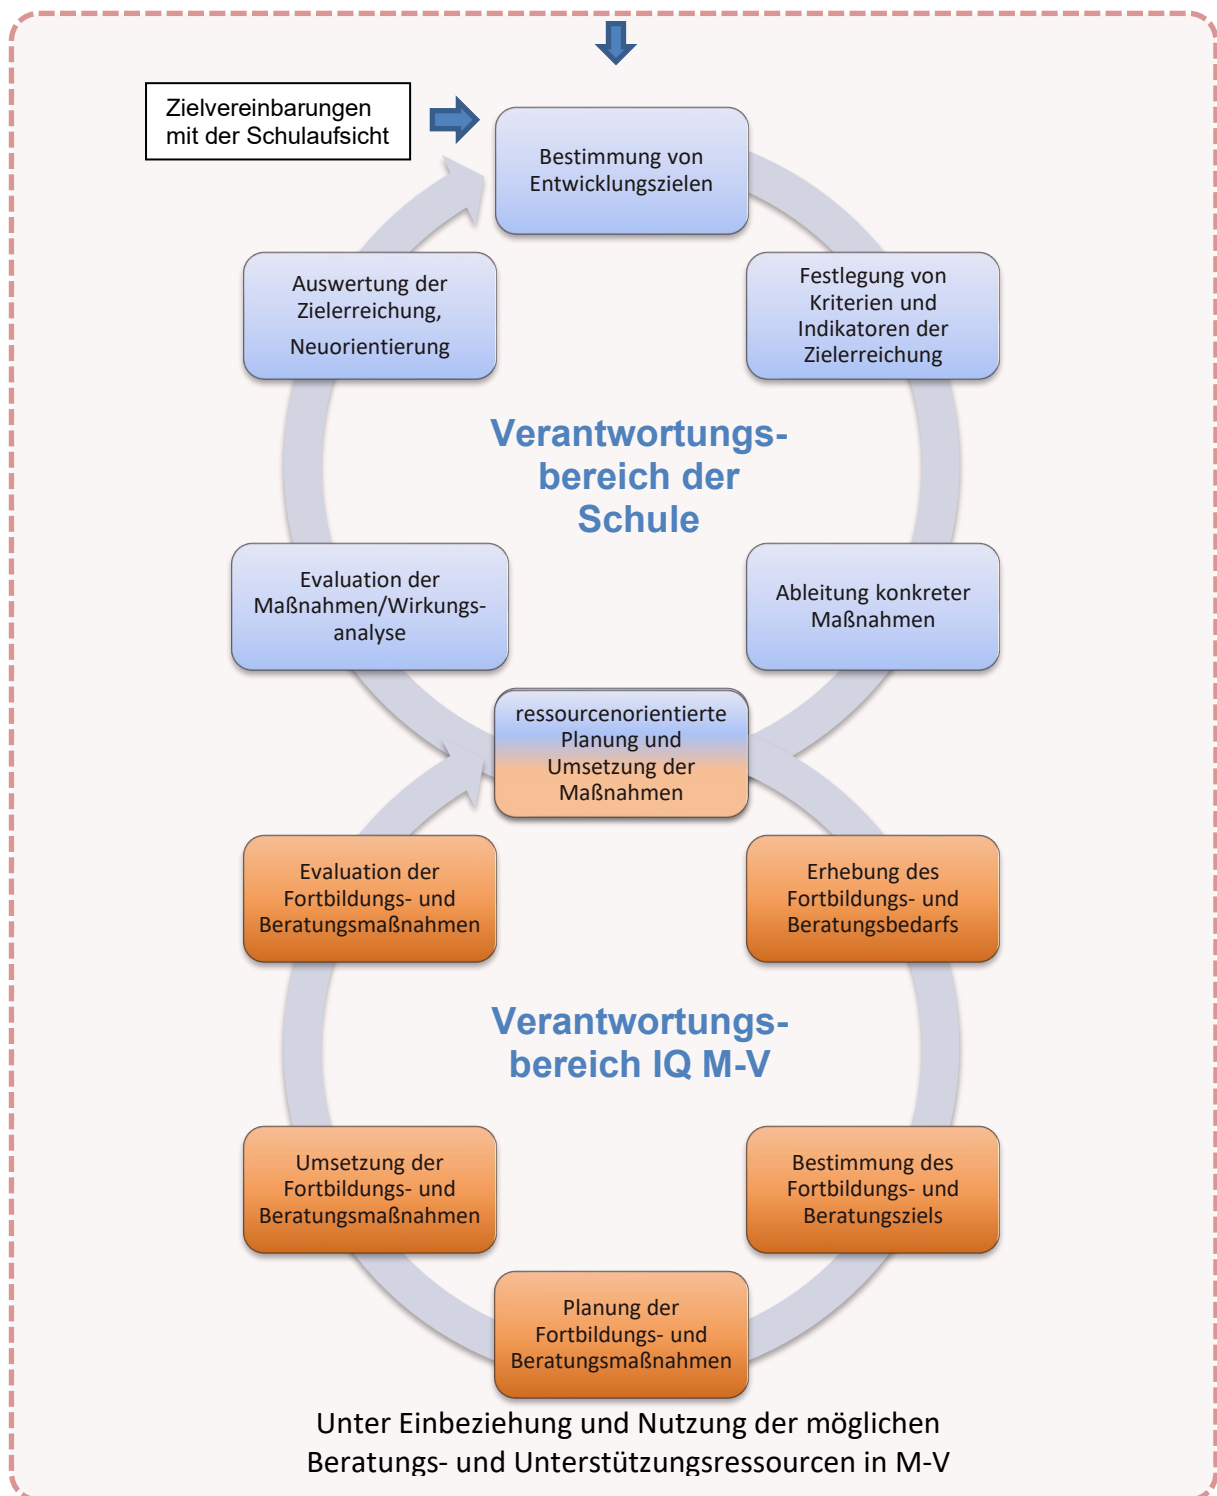 Zielvereinbarungen
mit der Schulaufsicht
Bestimmung von
Entwicklungszielen
Auswertung der
Zielerreichung,
Neuorientierung
Festlegung von
Kriterien und
Indikatoren der
Zielerreichung
Verantwortungs-
bereich der
Schule
Evaluation der
Maßnahmen/Wirkungs-
analyse
Ableitung konkreter
Maßnahmen
ressourcenorientierte
Planung und
Umsetzung der
Maßnahmen
Evaluation der
Fortbildungs- und
Beratungsmaßnahmen
Erhebung des
Fortbildungs- und
Beratungsbedarfs
Verantwortungs-
bereich IQ M-V
Umsetzung der
Fortbildungs- und
Beratungsmaßnahmen
Bestimmung des
Fortbildungs- und
Beratungsziels
Planung der
Fortbildungs- und
Beratungsmaßnahmen
Unter Einbeziehung und Nutzung der möglichen
Beratungs- und Unterstützungsressourcen in M-V